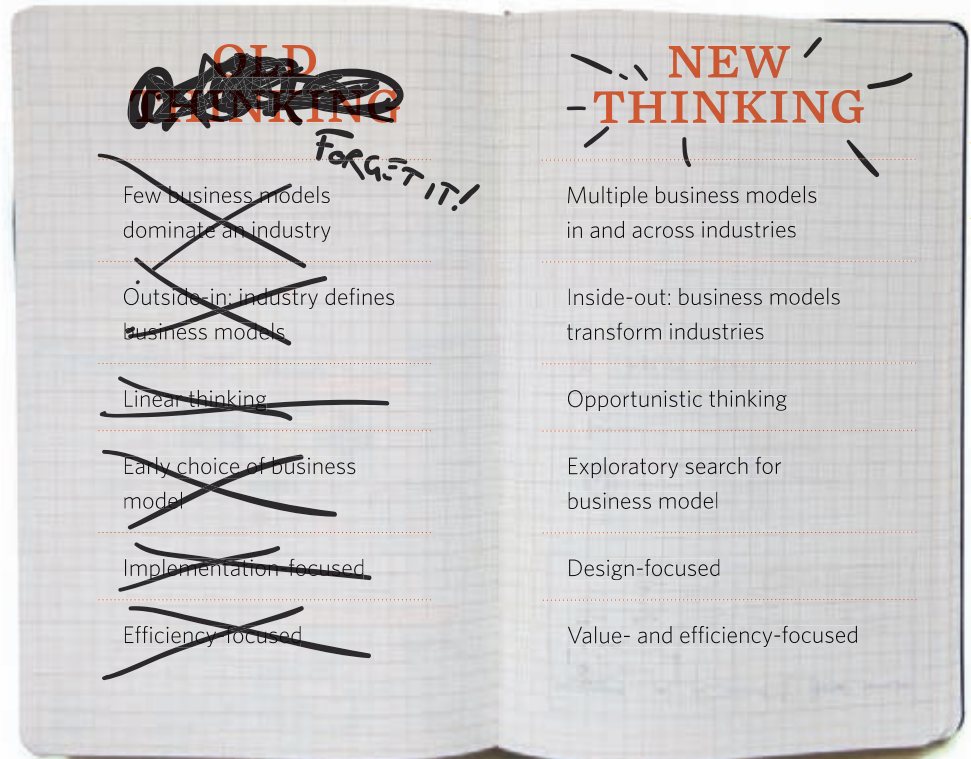 OLD
THINKING
FORGET IT!
Few business models
dominate an industry
Outside-in: industry defines
business models
Linear thinking
Early choice of business
model
Implementation-focused
Efficiency-focused
NEW
THINKING
Multiple business models
in and across industries
Inside-out: business models
transform industries
Opportunistic thinking
Exploratory search for
business model
Design-focused
Value- and efficiency-focused